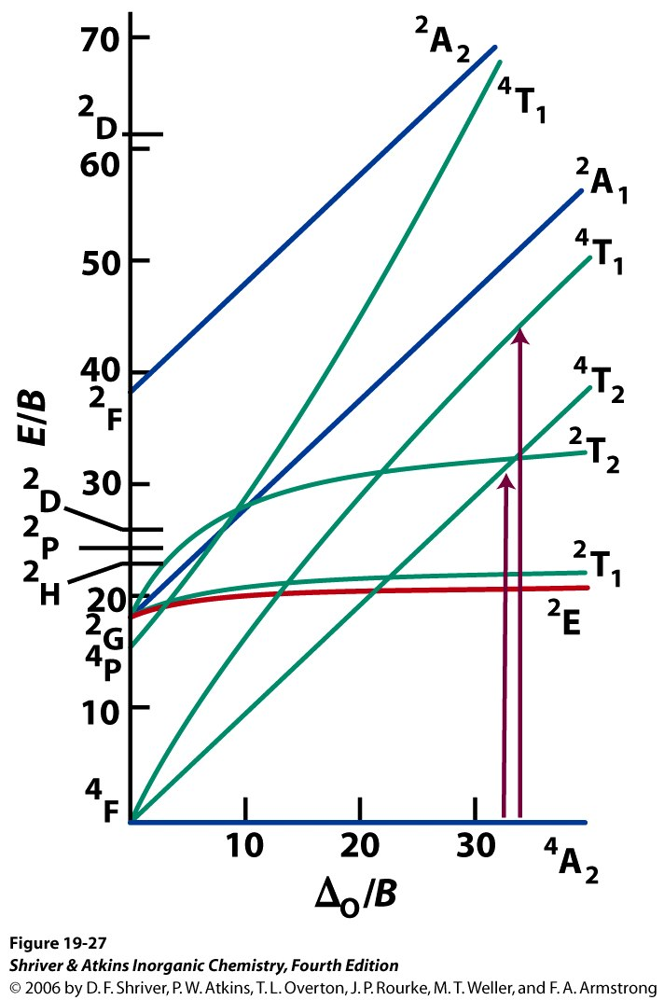 70
²A₂
⁴T₁
²D
60
²A₁
⁴T₁
50
40
²F
E/B
⁴T₂
²T₂
30
²D
²P
²H
20
²T₁
²E
²G
⁴P
10
⁴F
10 20 30
⁴A₂
ΔO/B
Figure 19-27
Shriver & Atkins Inorganic Chemistry, Fourth Edition
© 2006 by D. F. Shriver, P. W. Atkins, T. L. Overton, J. P. Rourke, M. T. Weller, and F. A. Armstrong